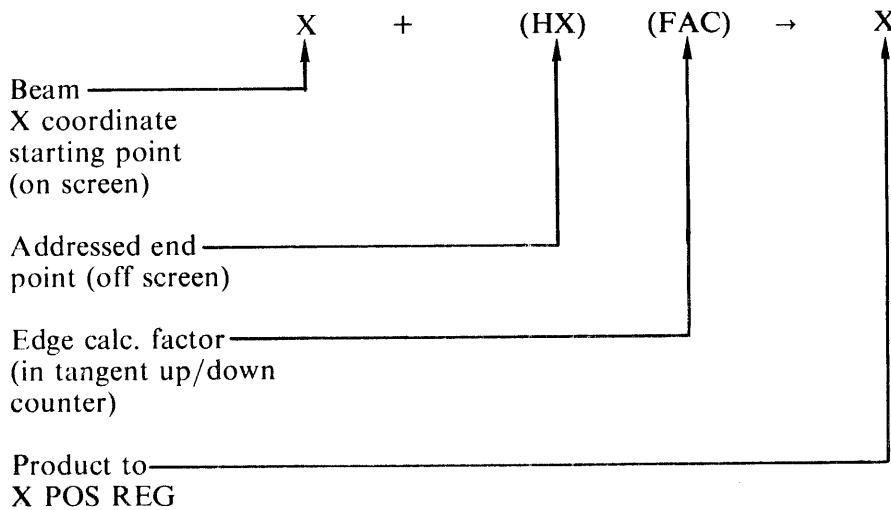 X + (HX) (FAC) → X
Beam
X coordinate
starting point
(on screen)
Addressed end
point (off screen)
Edge calc. factor
(in tangent up/down
counter)
Product to
X POS REG